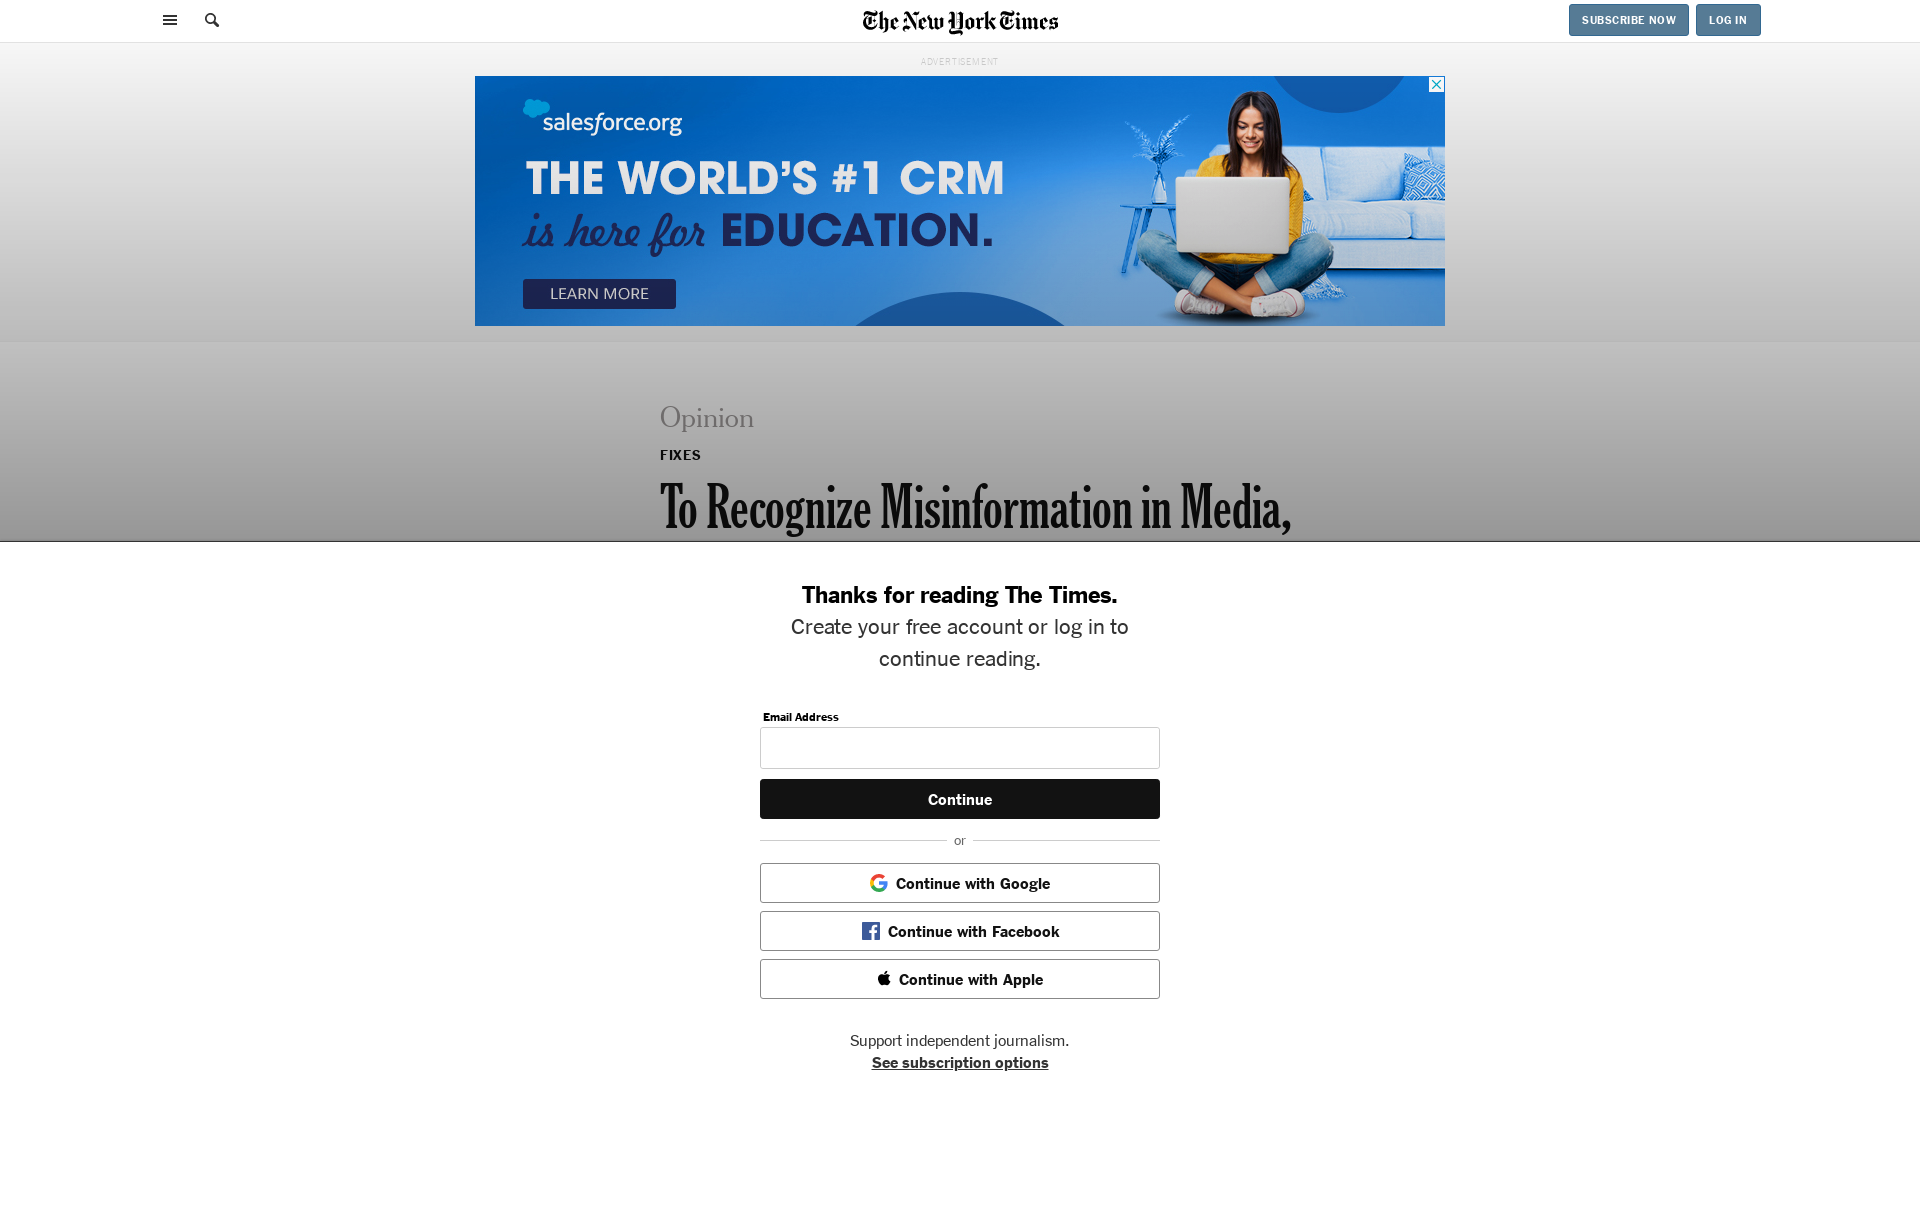 The New York Times
SUBSCRIBE NOW
LOG IN
ADVERTISEMENT
salesforce.org
THE WORLD'S #1 CRM
is here for EDUCATION.
LEARN MORE
Opinion
FIXES
To Recognize Misinformation in Media,
Thanks for reading The Times.
Create your free account or log in to
continue reading.
Email Address
Continue
or
Continue with Google
Continue with Facebook
Continue with Apple
Support independent journalism.
See subscription options